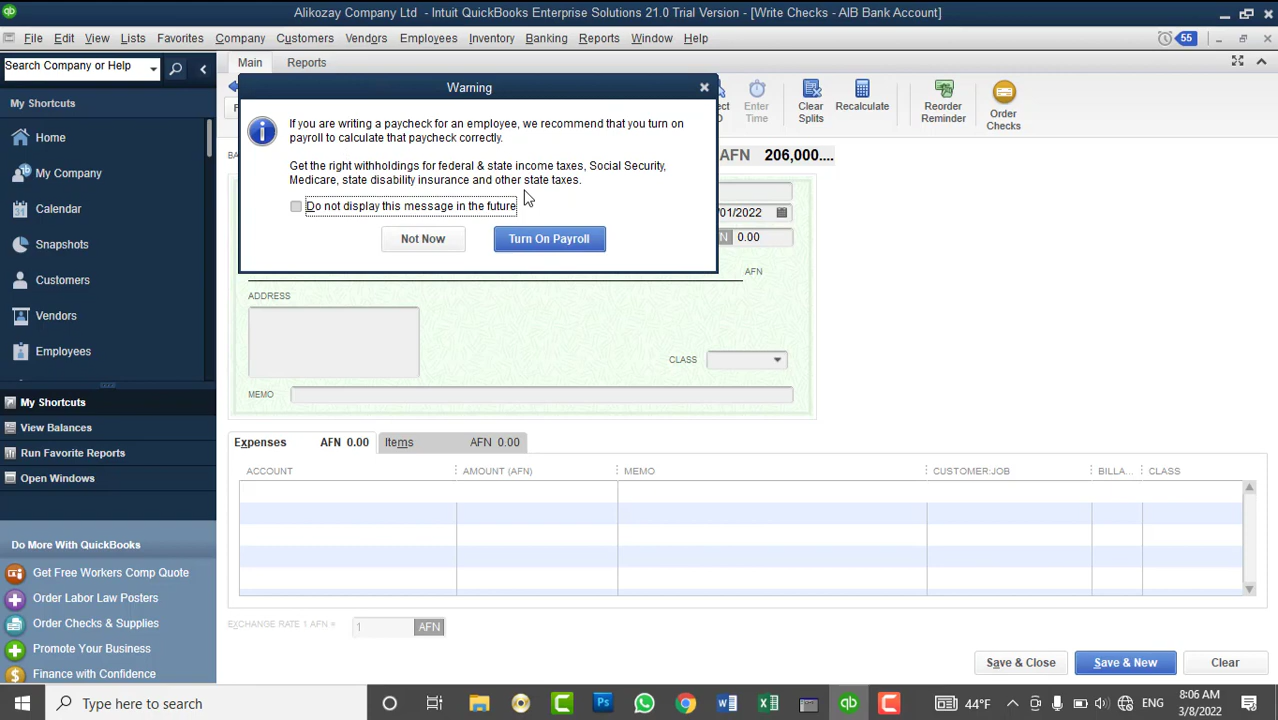 Alikozay Company Ltd - Intuit QuickBooks Enterprise Solutions 21.0 Trial Version - [Write Checks - AIB Bank Account]
File Edit View Lists Favorites Company Customers Vendors Employees Inventory Banking Reports Window Help 55
Search Company or Help
My Shortcuts
Home
My Company
Calendar
Snapshots
Customers
Vendors
Employees
My Shortcuts
View Balances
Run Favorite Reports
Open Windows
Do More With QuickBooks
Get Free Workers Comp Quote
Order Labor Law Posters
Order Checks & Supplies
Promote Your Business
Finance with Confidence
Main Reports
Enter Time
Clear Splits
Recalculate
Reorder Reminder
Order Checks
AFN 206,000....
/01/2022
0.00
AFN
Warning
If you are writing a paycheck for an employee, we recommend that you turn on
payroll to calculate that paycheck correctly.
Get the right withholdings for federal & state income taxes, Social Security,
Medicare, state disability insurance and other state taxes.
Do not display this message in the future
Not Now Turn On Payroll
ADDRESS
CLASS
MEMO
Expenses AFN 0.00 Items AFN 0.00
ACCOUNT AMOUNT (AFN) MEMO CUSTOMER:JOB BILLA... CLASS
EXCHANGE RATE 1 AFN = 1 AFN
Save & Close Save & New Clear
Type here to search
44°F ENG
8:06 AM
3/8/2022